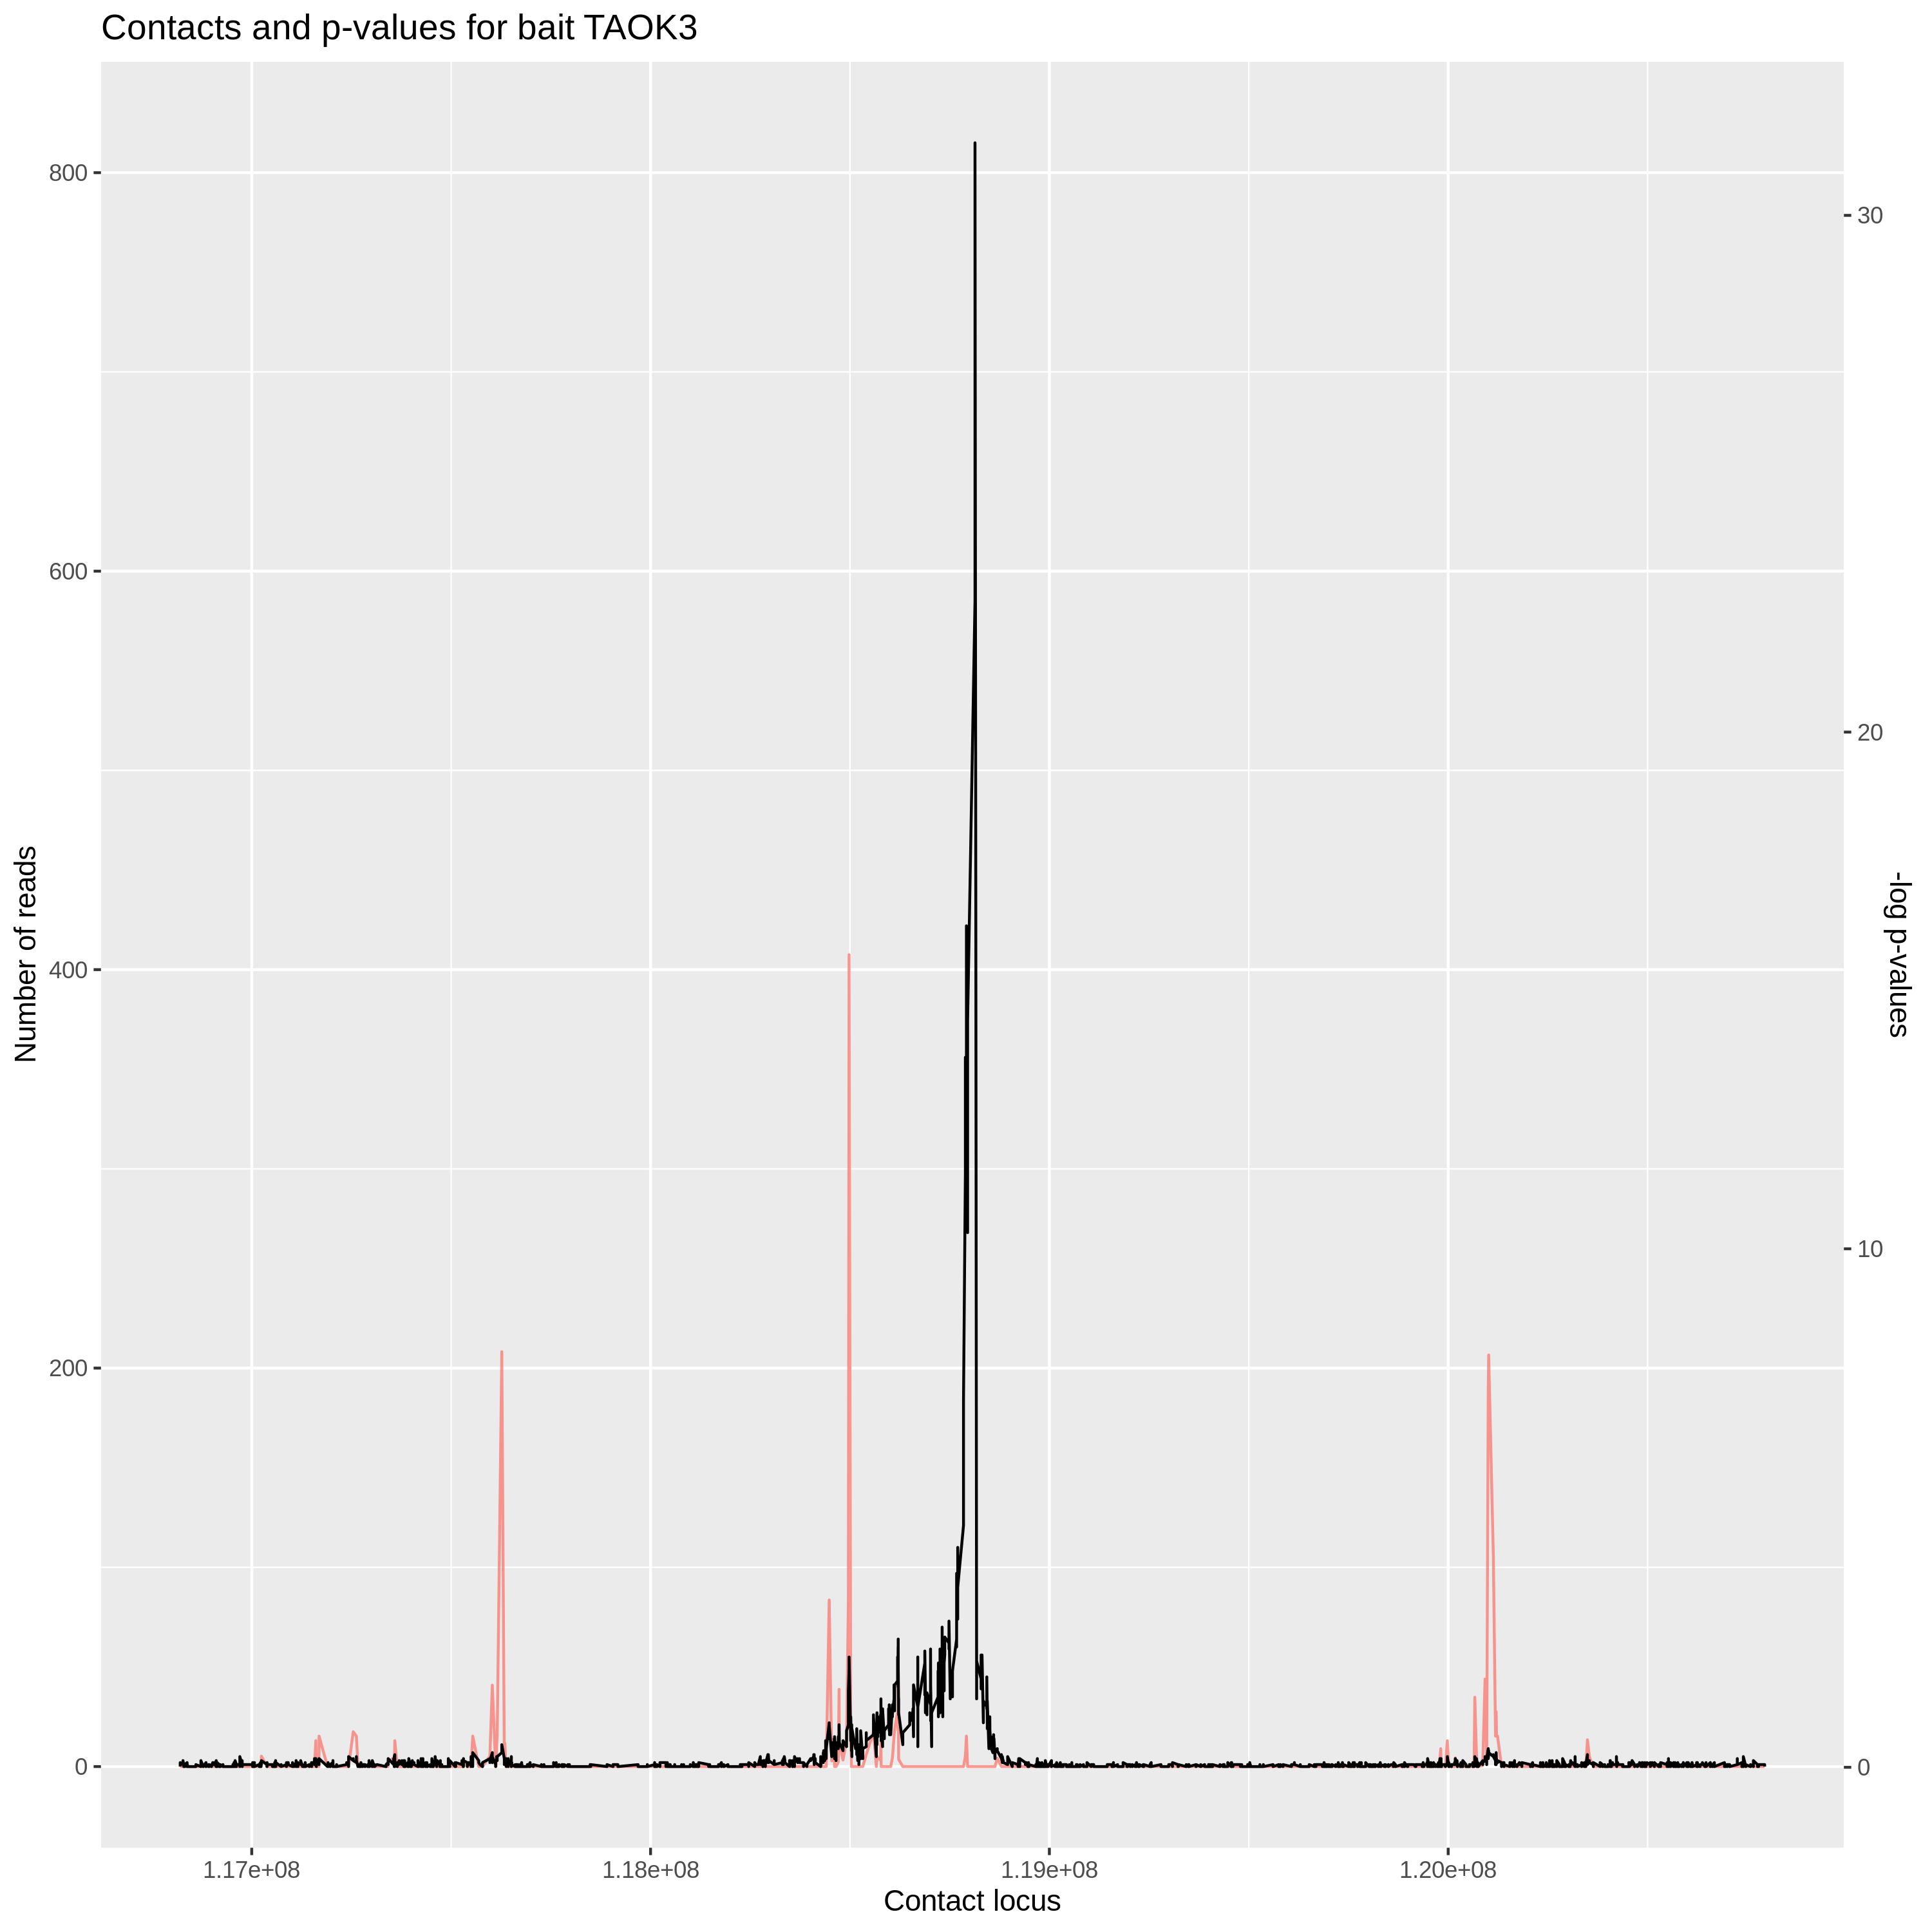 Contacts and p-values for bait TAOK3
800
600
400
200
0
30
20
10
0
Number of reads
-log p-values
1.17e+08
1.18e+08
1.19e+08
1.20e+08
Contact locus